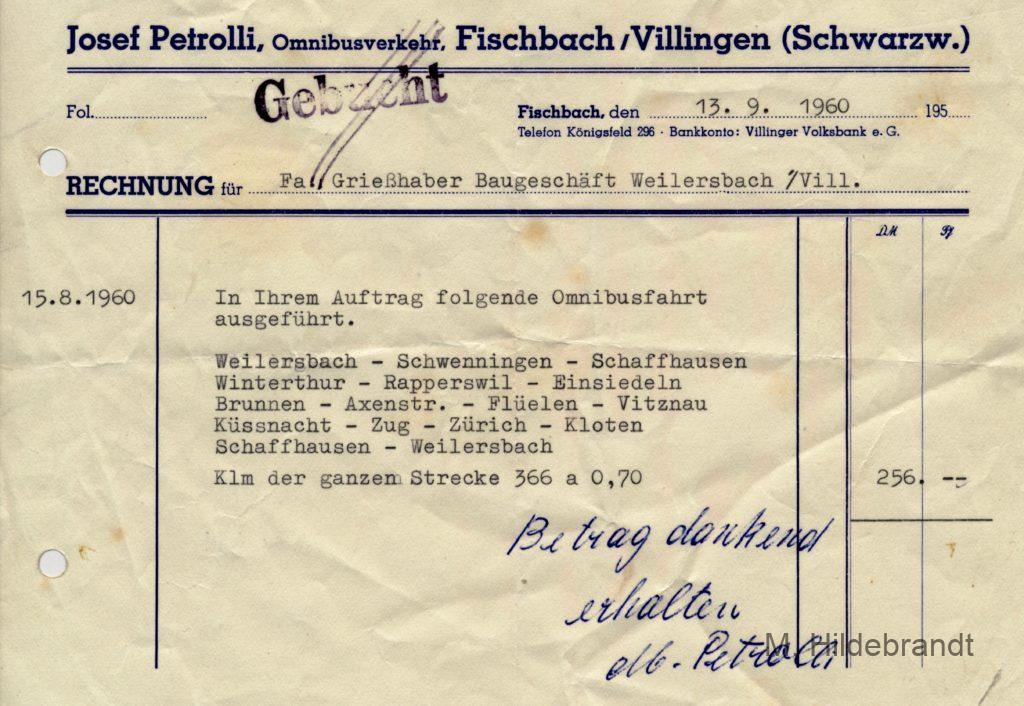 Josef Petrolli, Omnibusverkehr, Fischbach/Villingen (Schwarzw.)
Gebucht
Fol.
Fischbach, den 13. 9. 1960 195
Telefon Königsfeld 296 · Bankkonto: Villinger Volksbank e. G.
RECHNUNG für Fa. Grießhaber Baugeschäft Weilersbach /Vill.
DM Pf
15.8.1960 In Ihrem Auftrag folgende Omnibusfahrt
ausgeführt.
Weilersbach - Schwenningen - Schaffhausen
Winterthur - Rapperswil - Einsiedeln
Brunnen - Axenstr. - Flüelen - Vitznau
Küssnacht - Zug - Zürich - Kloten
Schaffhausen - Weilersbach
Klm der ganzen Strecke 366 a 0,70 256. --
Betrag dankend
erhalten
M. Petrolli
M. Hildebrandt